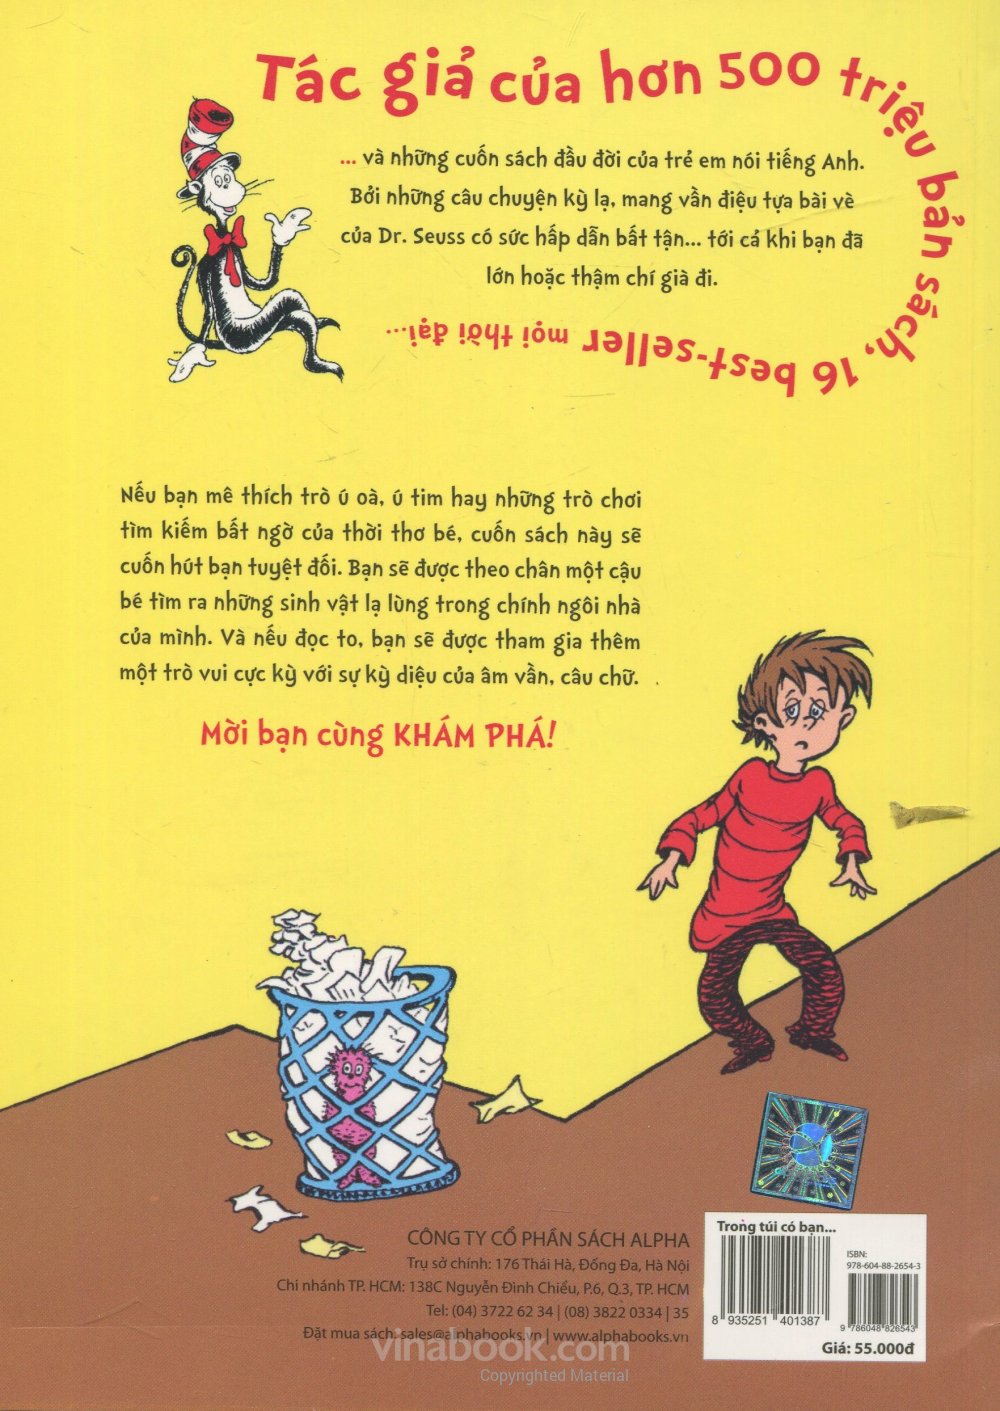 Tác giả của hơn 500 triệu bản sách, 16 best-seller mọi thời đại...
... và những cuốn sách đầu đời của trẻ em nói tiếng Anh.
Bởi những câu chuyện kỳ lạ, mang vần điệu tựa bài vè
của Dr. Seuss có sức hấp dẫn bất tận... tới cả khi bạn đã
lớn hoặc thậm chí già đi.
Nếu bạn mê thích trò ú oà, ú tim hay những trò chơi
tìm kiếm bất ngờ của thời thơ bé, cuốn sách này sẽ
cuốn hút bạn tuyệt đối. Bạn sẽ được theo chân một cậu
bé tìm ra những sinh vật lạ lùng trong chính ngôi nhà
của mình. Và nếu đọc to, bạn sẽ được tham gia thêm
một trò vui cực kỳ với sự kỳ diệu của âm vần, câu chữ.
Mời bạn cùng KHÁM PHÁ!
CÔNG TY CỔ PHẦN SÁCH ALPHA
Trụ sở chính: 176 Thái Hà, Đống Đa, Hà Nội
Chi nhánh TP. HCM: 138C Nguyễn Đình Chiểu, P.6, Q.3, TP. HCM
Tel: (04) 3722 62 34 | (08) 3822 0334 | 35
Đặt mua sách: sales@alphabooks.vn | www.alphabooks.vn
Trong túi có bạn...
8 935251 401387
ISBN:
978-604-88-2654-3
9 786048 826543
Giá: 55.000đ
vinabook.com
Copyrighted Material